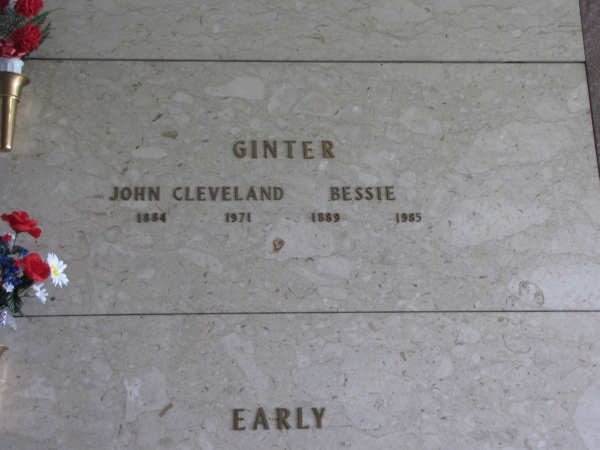 GINTER
JOHN CLEVELAND BESSIE
1884 1971 1889 1985
EARLY